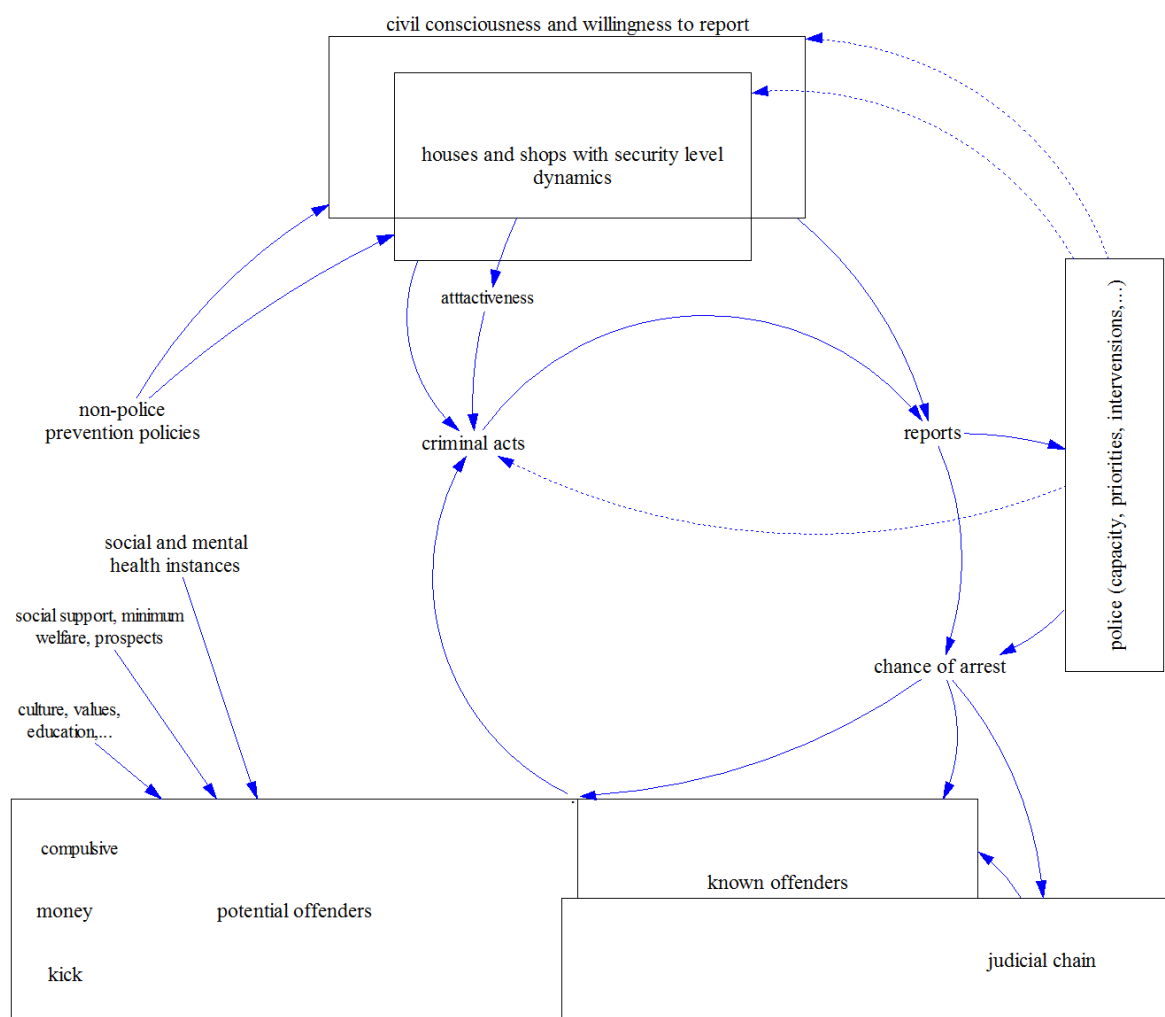 civil consciousness and willingness to report
houses and shops with security level
dynamics
atttactiveness
non-police
prevention policies
criminal acts
reports
police (capacity, priorities, intervensions,...)
social and mental
health instances
social support, minimum
welfare, prospects
chance of arrest
culture, values,
education,...
compulsive
known offenders
money
potential offenders
judicial chain
kick